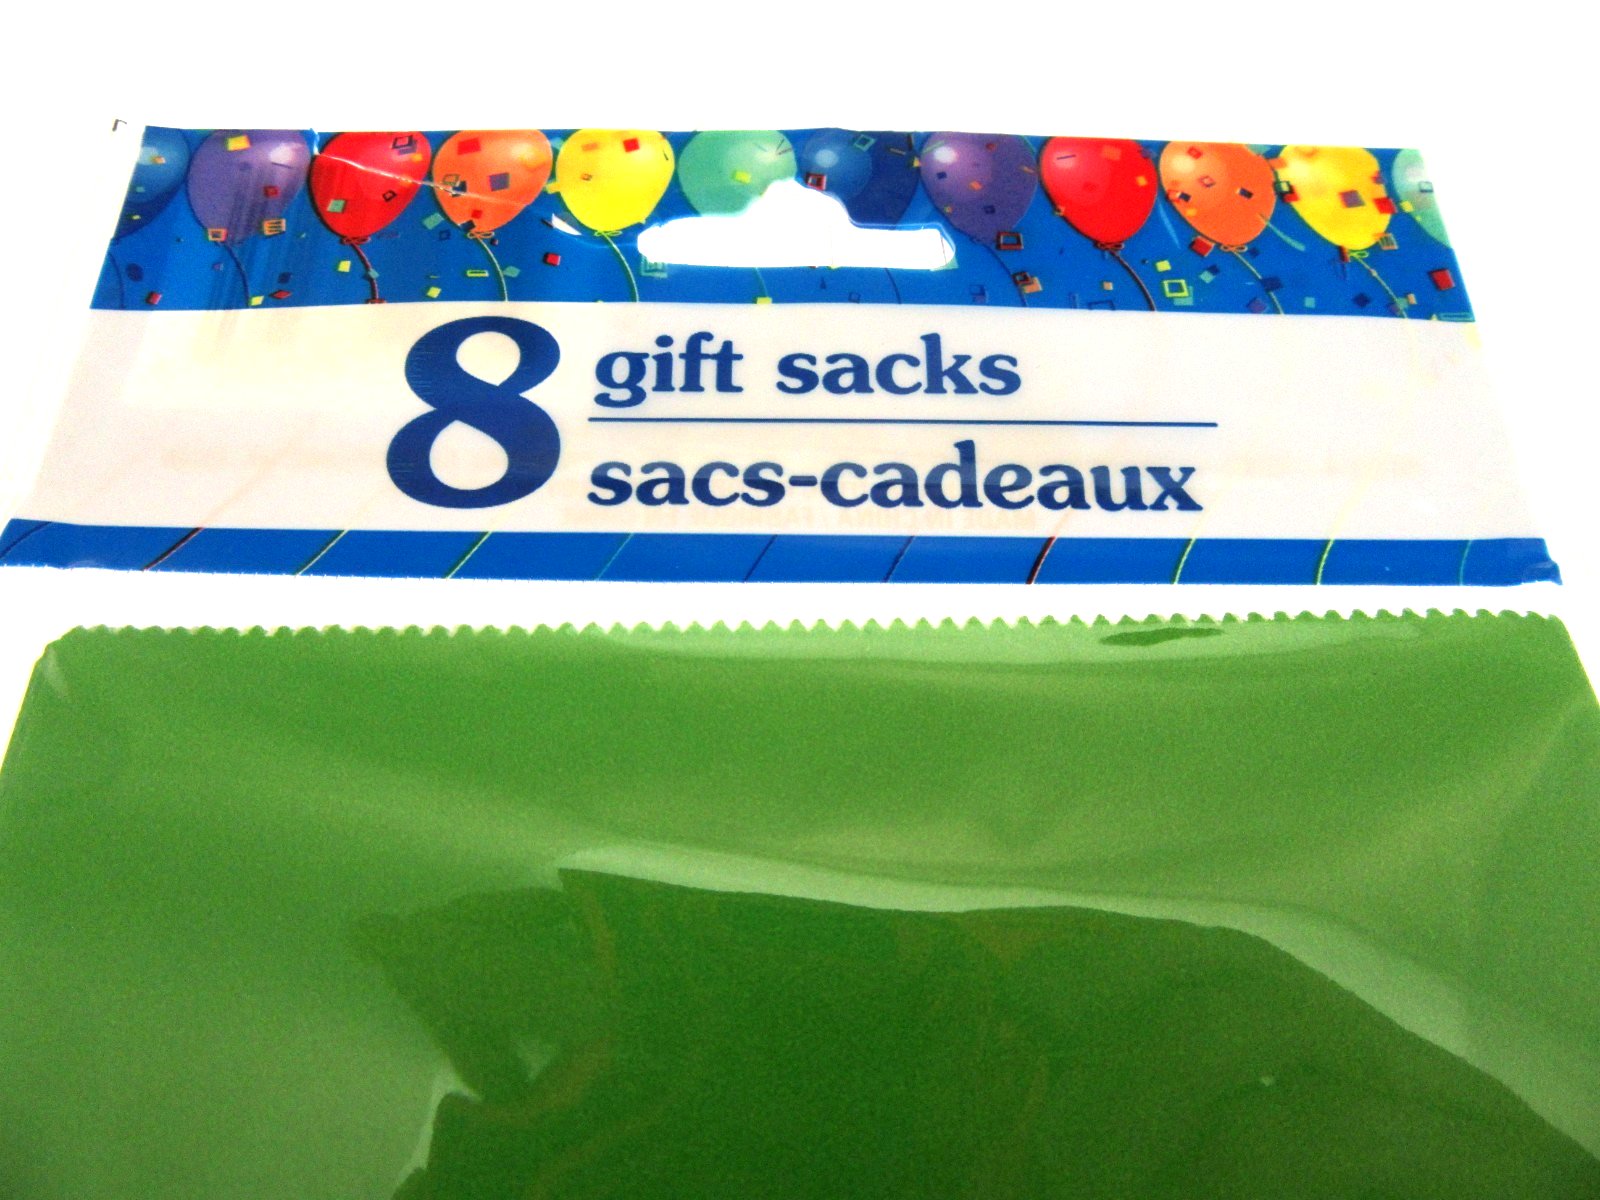 8
gift sacks
sacs-cadeaux